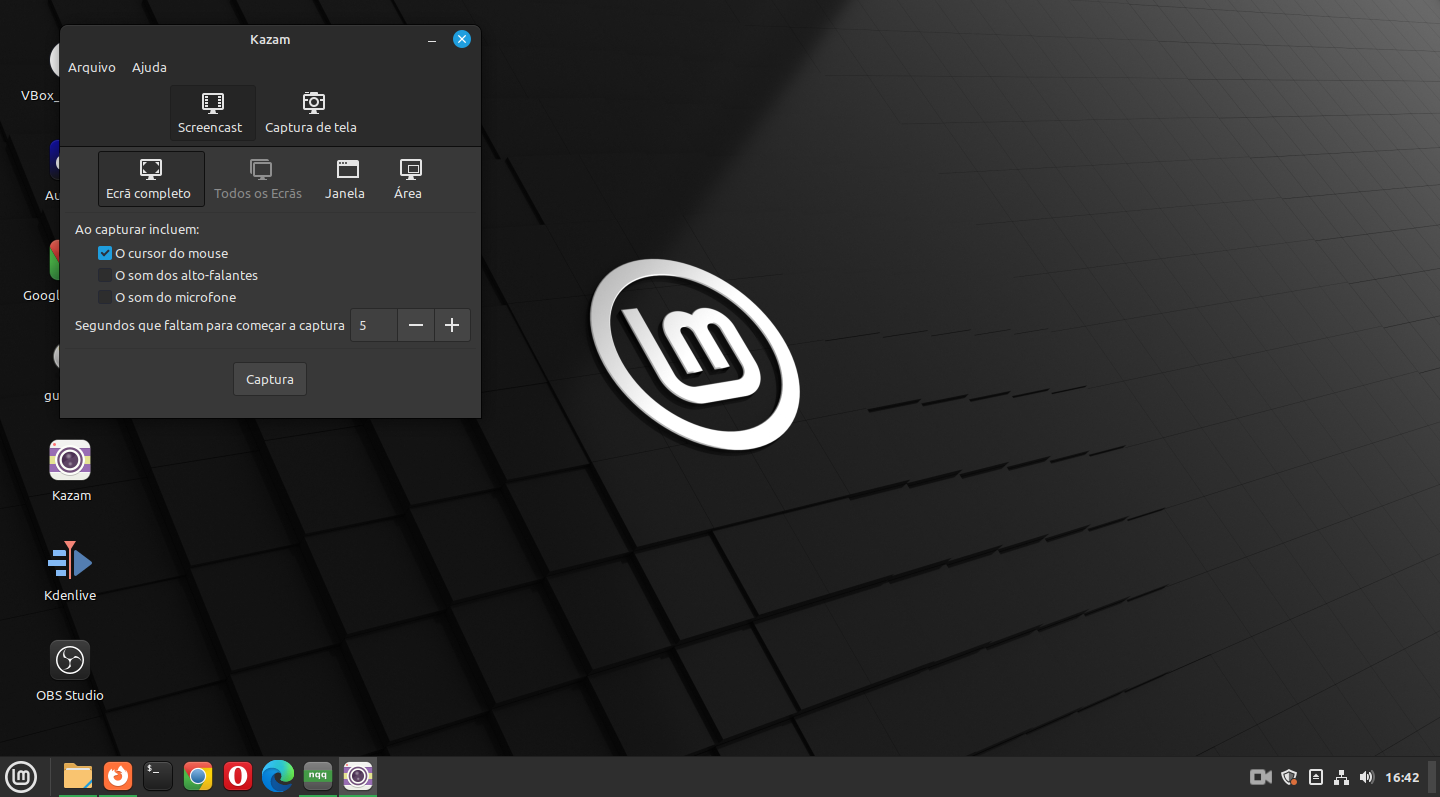 Kazam
Arquivo Ajuda
Screencast Captura de tela
Ecrã completo Todos os Ecrãs Janela Área
Ao capturar incluem:
O cursor do mouse
O som dos alto-falantes
O som do microfone
Segundos que faltam para começar a captura 5
Captura
VBox_
Au
Googl
gu
Kazam
Kdenlive
OBS Studio
lm
$_
nqq
16:42